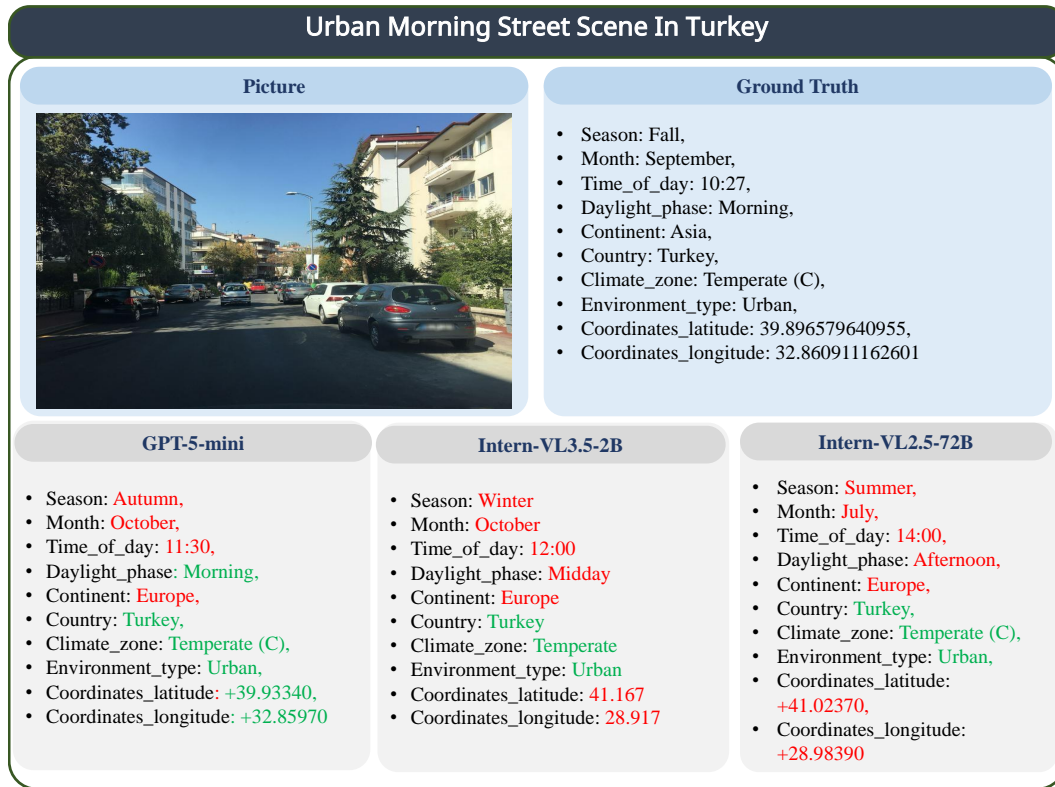 Urban Morning Street Scene In Turkey
Picture
Ground Truth
• Season: Fall,
• Month: September,
• Time_of_day: 10:27,
• Daylight_phase: Morning,
• Continent: Asia,
• Country: Turkey,
• Climate_zone: Temperate (C),
• Environment_type: Urban,
• Coordinates_latitude: 39.896579640955,
• Coordinates_longitude: 32.860911162601
GPT-5-mini
• Season: Autumn,
• Month: October,
• Time_of_day: 11:30,
• Daylight_phase: Morning,
• Continent: Europe,
• Country: Turkey,
• Climate_zone: Temperate (C),
• Environment_type: Urban,
• Coordinates_latitude: +39.93340,
• Coordinates_longitude: +32.85970
Intern-VL3.5-2B
• Season: Winter
• Month: October
• Time_of_day: 12:00
• Daylight_phase: Midday
• Continent: Europe
• Country: Turkey
• Climate_zone: Temperate
• Environment_type: Urban
• Coordinates_latitude: 41.167
• Coordinates_longitude: 28.917
Intern-VL2.5-72B
• Season: Summer,
• Month: July,
• Time_of_day: 14:00,
• Daylight_phase: Afternoon,
• Continent: Europe,
• Country: Turkey,
• Climate_zone: Temperate (C),
• Environment_type: Urban,
• Coordinates_latitude:
+41.02370,
• Coordinates_longitude:
+28.98390